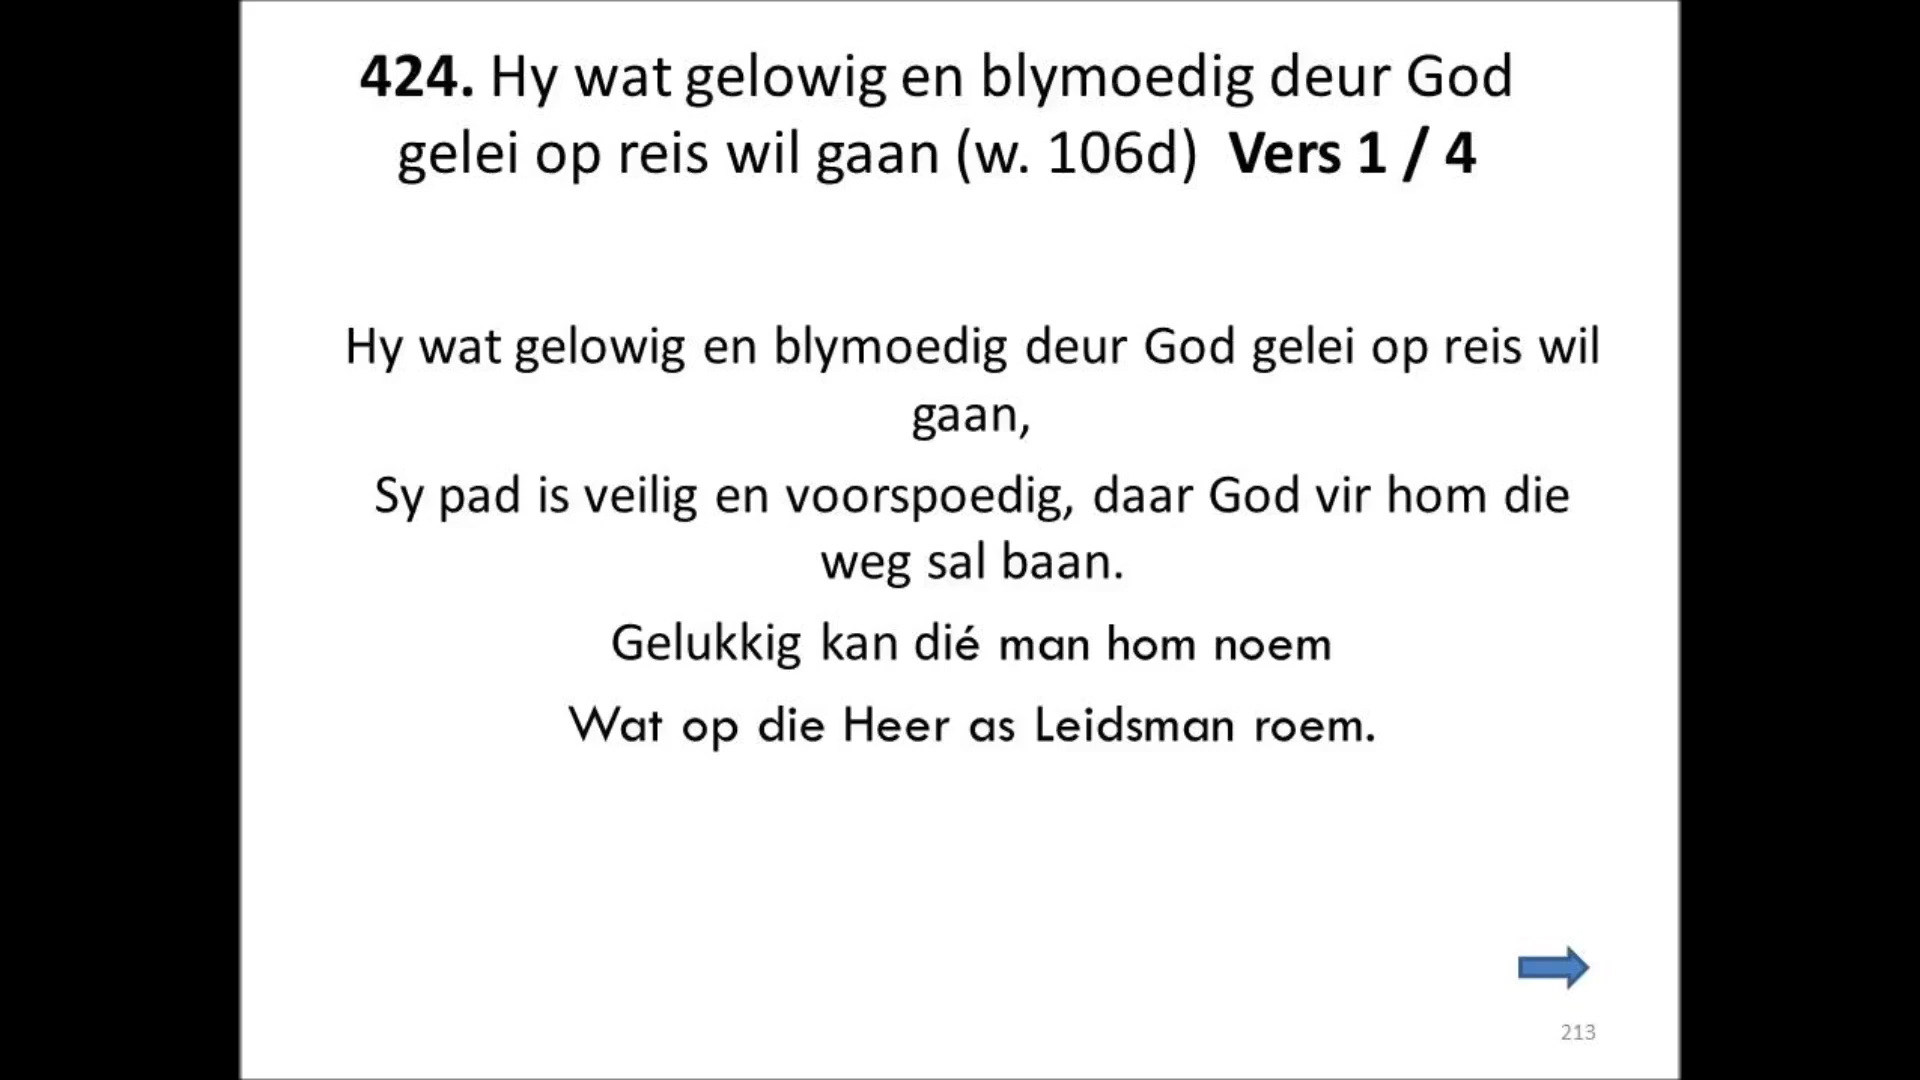 424. Hy wat gelowig en blymoedig deur God
gelei op reis wil gaan (w. 106d) Vers 1 / 4
Hy wat gelowig en blymoedig deur God gelei op reis wil
gaan,
Sy pad is veilig en voorspoedig, daar God vir hom die
weg sal baan.
Gelukkig kan dié man hom noem
Wat op die Heer as Leidsman roem.
213